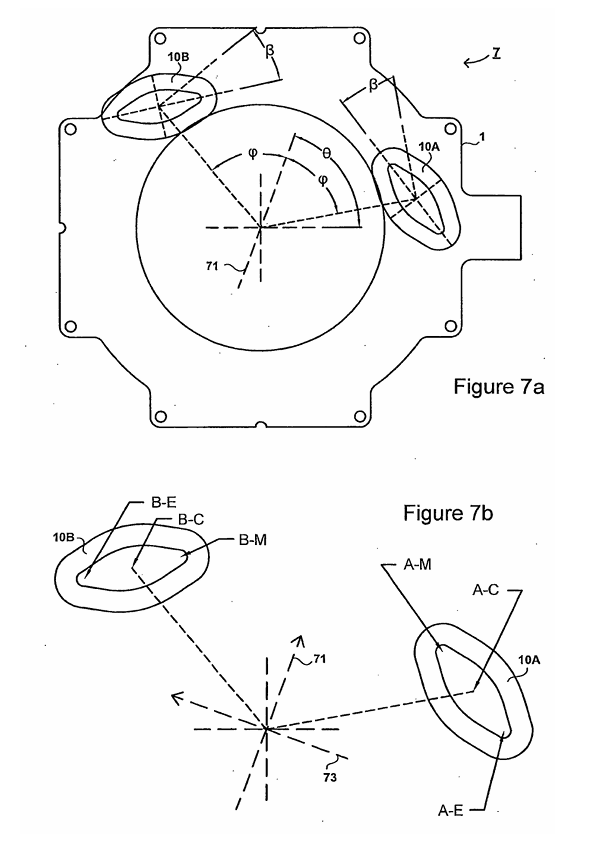 10B
β
7
β
1
10A
φ
θ
φ
71
Figure 7a
B-E
B-C
Figure 7b
10B
B-M
A-M
A-C
71
10A
73
A-E